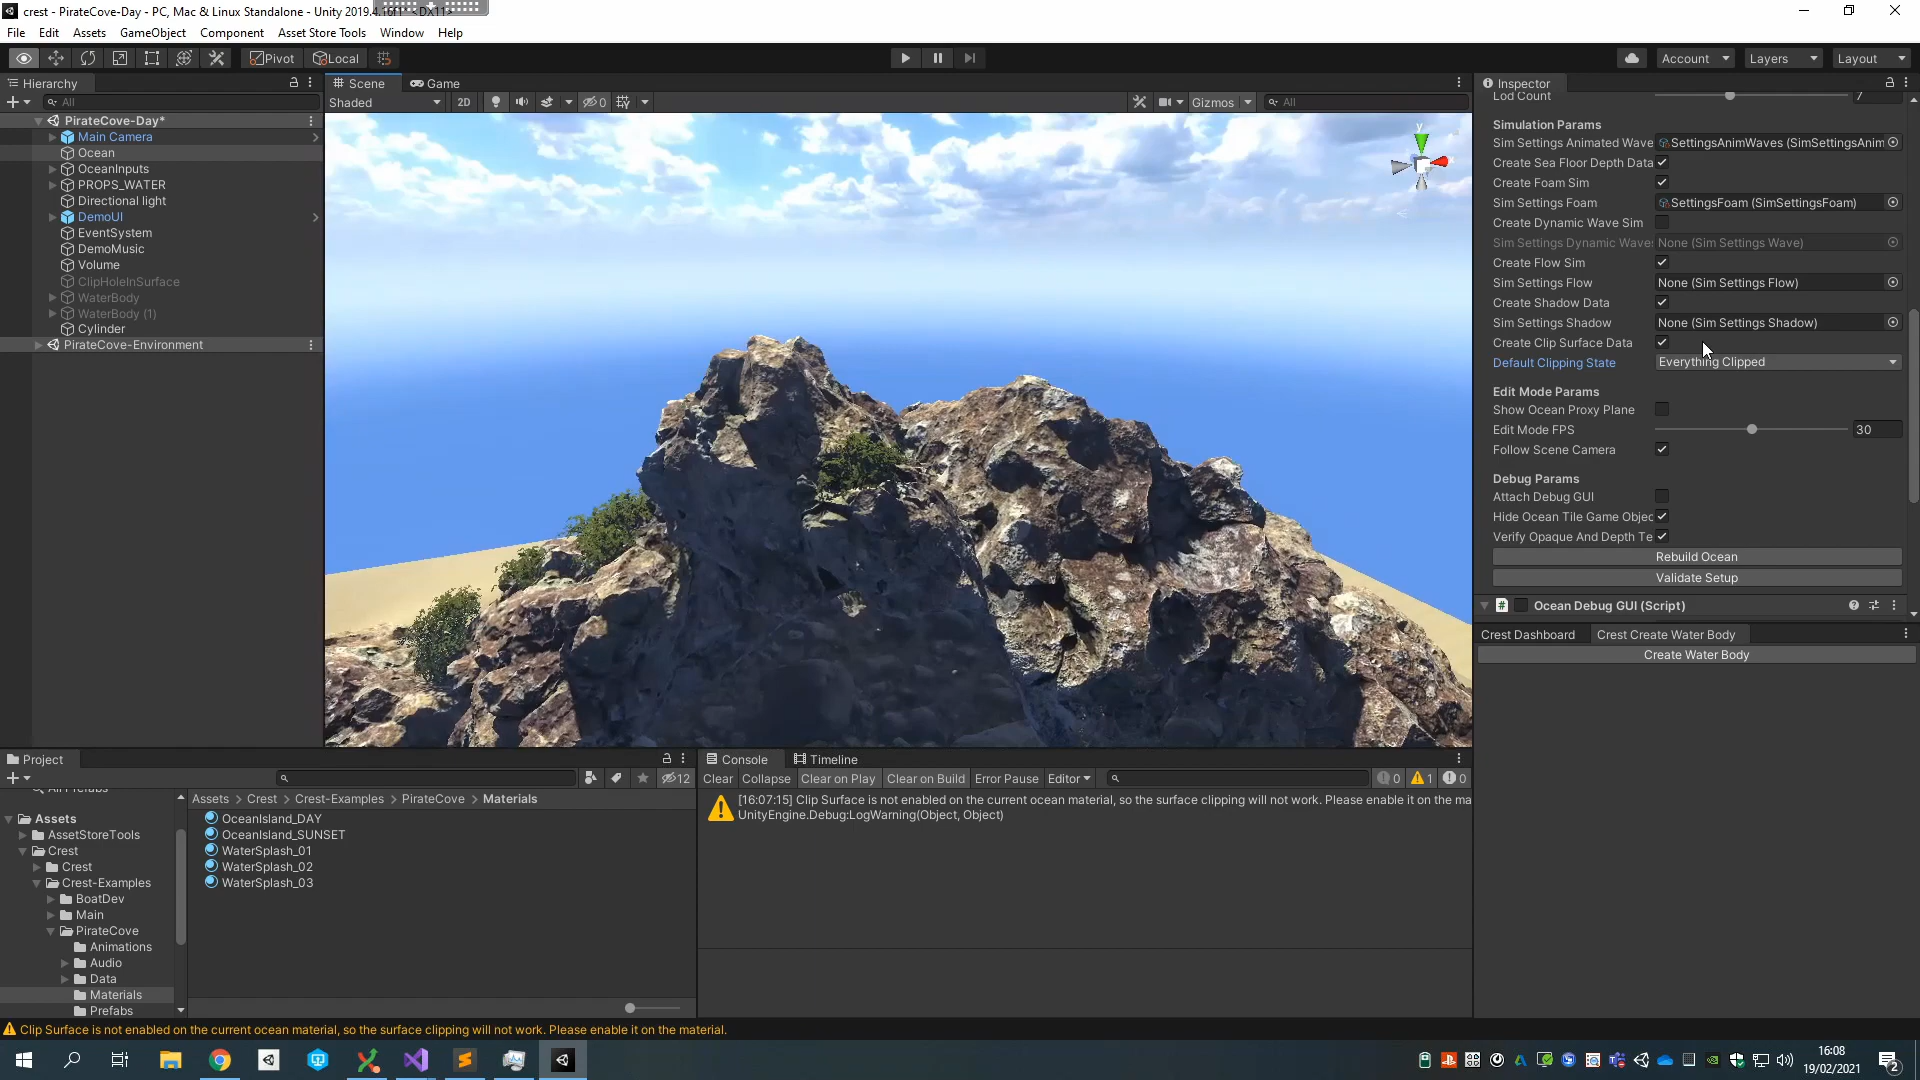 crest - PirateCove-Day - PC, Mac & Linux Standalone - Unity 2019.4.16f1* <DX11>
File Edit Assets GameObject Component Asset Store Tools Window Help
Pivot Local Account Layers Layout
Hierarchy
All
PirateCove-Day*
Main Camera
Ocean
OceanInputs
PROPS_WATER
Directional light
DemoUI
EventSystem
DemoMusic
Volume
ClipHoleInSurface
WaterBody
WaterBody (1)
Cylinder
PirateCove-Environment
Scene Game
Shaded 2D 0 Gizmos All
y
Inspector
Lod Count 7
Simulation Params
Sim Settings Animated Wave SettingsAnimWaves (SimSettingsAnim
Create Sea Floor Depth Data
Create Foam Sim
Sim Settings Foam SettingsFoam (SimSettingsFoam)
Create Dynamic Wave Sim
Sim Settings Dynamic Wave None (Sim Settings Wave)
Create Flow Sim
Sim Settings Flow None (Sim Settings Flow)
Create Shadow Data
Sim Settings Shadow None (Sim Settings Shadow)
Create Clip Surface Data
Default Clipping State Everything Clipped
Edit Mode Params
Show Ocean Proxy Plane
Edit Mode FPS 30
Follow Scene Camera
Debug Params
Attach Debug GUI
Hide Ocean Tile Game Objec
Verify Opaque And Depth Te
Rebuild Ocean
Validate Setup
Ocean Debug GUI (Script)
Crest Dashboard Crest Create Water Body
Create Water Body
Project
12
All Prefabs
Assets
AssetStoreTools
Crest
Crest
Crest-Examples
BoatDev
Main
PirateCove
Animations
Audio
Data
Materials
Prefabs
Assets > Crest > Crest-Examples > PirateCove > Materials
OceanIsland_DAY
OceanIsland_SUNSET
WaterSplash_01
WaterSplash_02
WaterSplash_03
Console Timeline
Clear Collapse Clear on Play Clear on Build Error Pause Editor 0 1 0
[16:07:15] Clip Surface is not enabled on the current ocean material, so the surface clipping will not work. Please enable it on the ma
UnityEngine.Debug:LogWarning(Object, Object)
Clip Surface is not enabled on the current ocean material, so the surface clipping will not work. Please enable it on the material.
16:08
19/02/2021
2